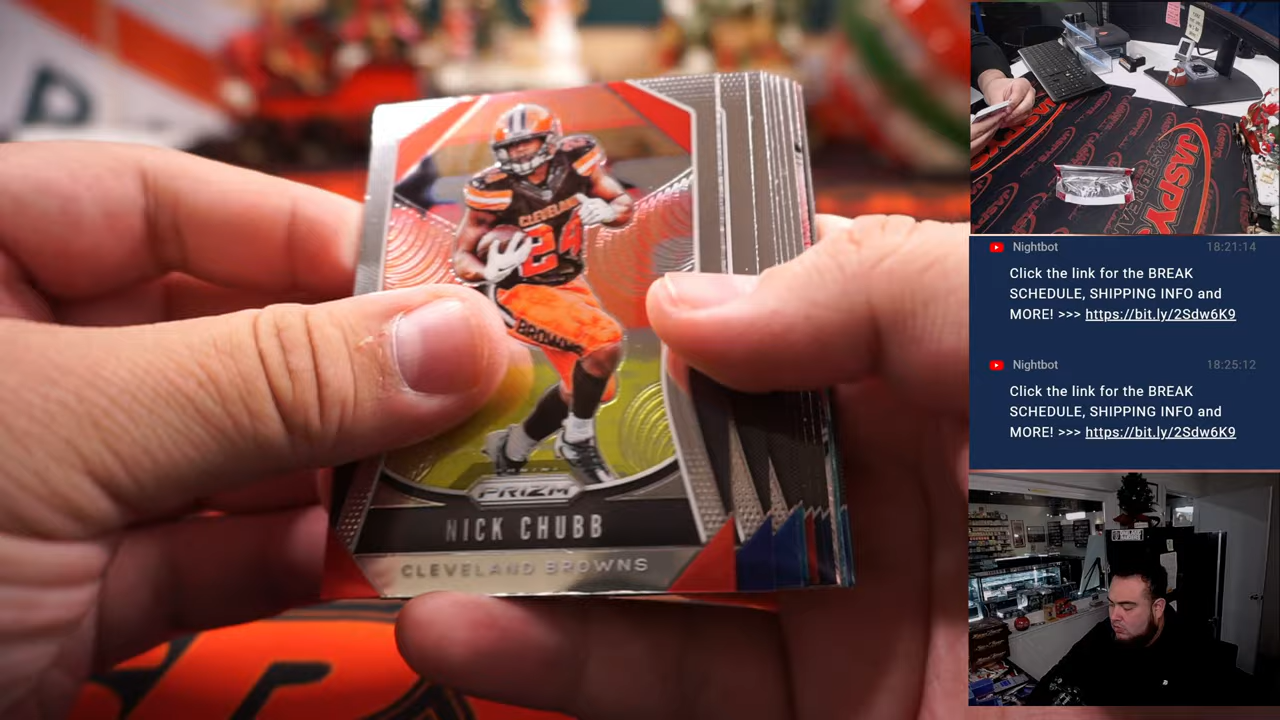 CLEVELAND
24
BROWNS
PRIZM
NICK CHUBB
CLEVELAND BROWNS
JASPY'S
Nightbot 18:21:14
Click the link for the BREAK
SCHEDULE, SHIPPING INFO and
MORE! >>> https://bit.ly/2Sdw6K9
Nightbot 18:25:12
Click the link for the BREAK
SCHEDULE, SHIPPING INFO and
MORE! >>> https://bit.ly/2Sdw6K9